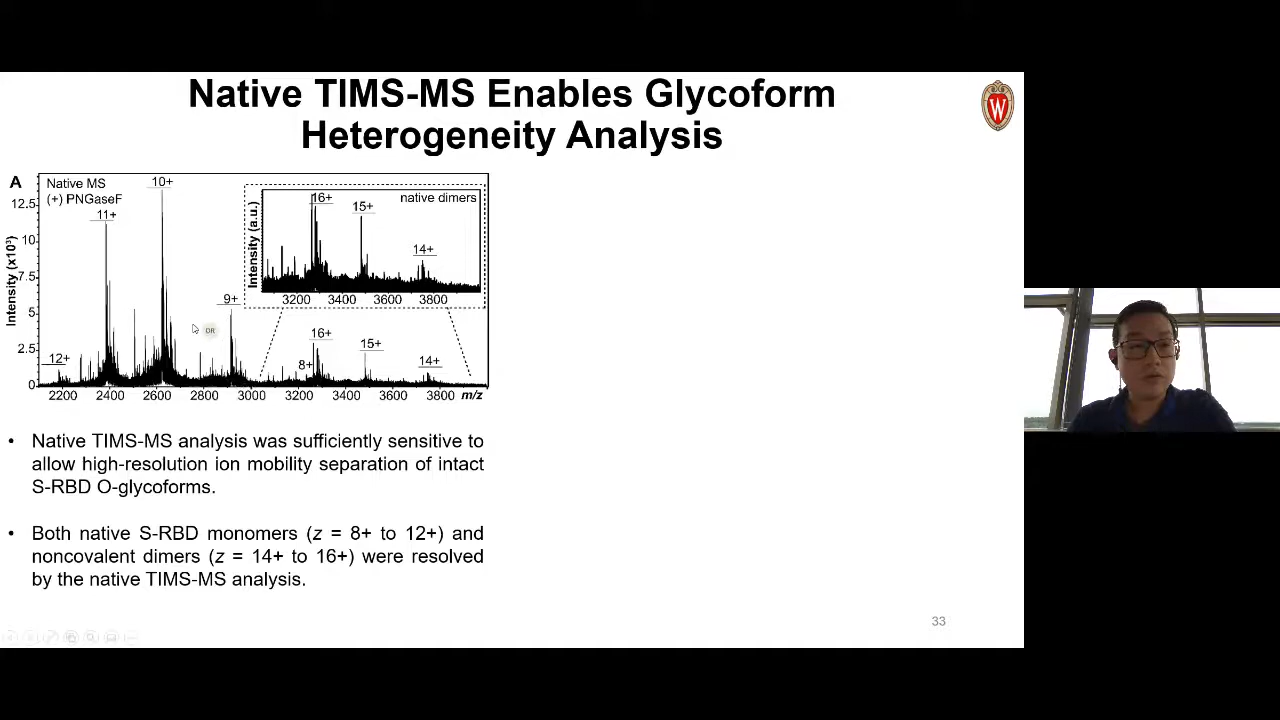 Native TIMS-MS Enables Glycoform
Heterogeneity Analysis
W
A
Native MS
(+) PNGaseF
10+
11+
9+
12+
8+
16+
15+
14+
native dimers
16+
15+
14+
Intensity (a.u.)
3200 3400 3600 3800
Intensity (x10³)
12.5
10
7.5
5
2.5
0
2200 2400 2600 2800 3000 3200 3400 3600 3800 m/z
DR
• Native TIMS-MS analysis was sufficiently sensitive to
allow high-resolution ion mobility separation of intact
S-RBD O-glycoforms.
• Both native S-RBD monomers (z = 8+ to 12+) and
noncovalent dimers (z = 14+ to 16+) were resolved
by the native TIMS-MS analysis.
33